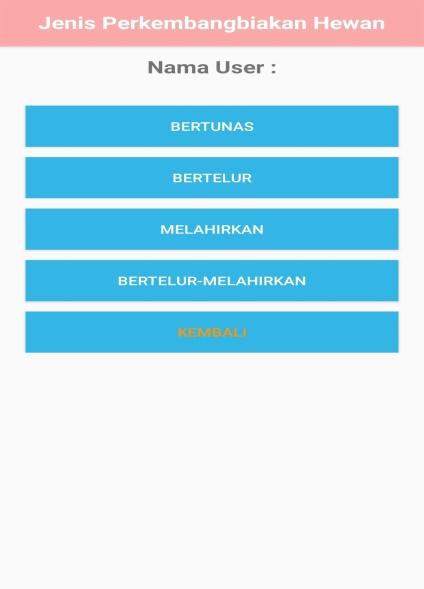 Jenis Perkembangbiakan Hewan
Nama User :
BERTUNAS
BERTELUR
MELAHIRKAN
BERTELUR-MELAHIRKAN
KEMBALI